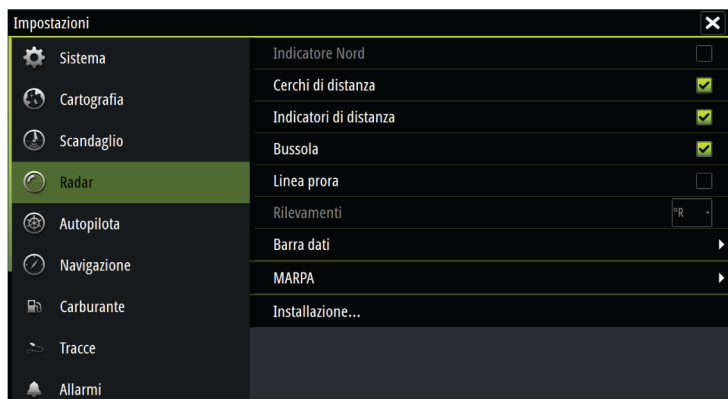 Impostazioni
Sistema
Cartografia
Scandaglio
Radar
Autopilota
Navigazione
Carburante
Tracce
Allarmi
Indicatore Nord
Cerchi di distanza
Indicatori di distanza
Bussola
Linea prora
Rilevamenti °R
Barra dati
MARPA
Installazione...